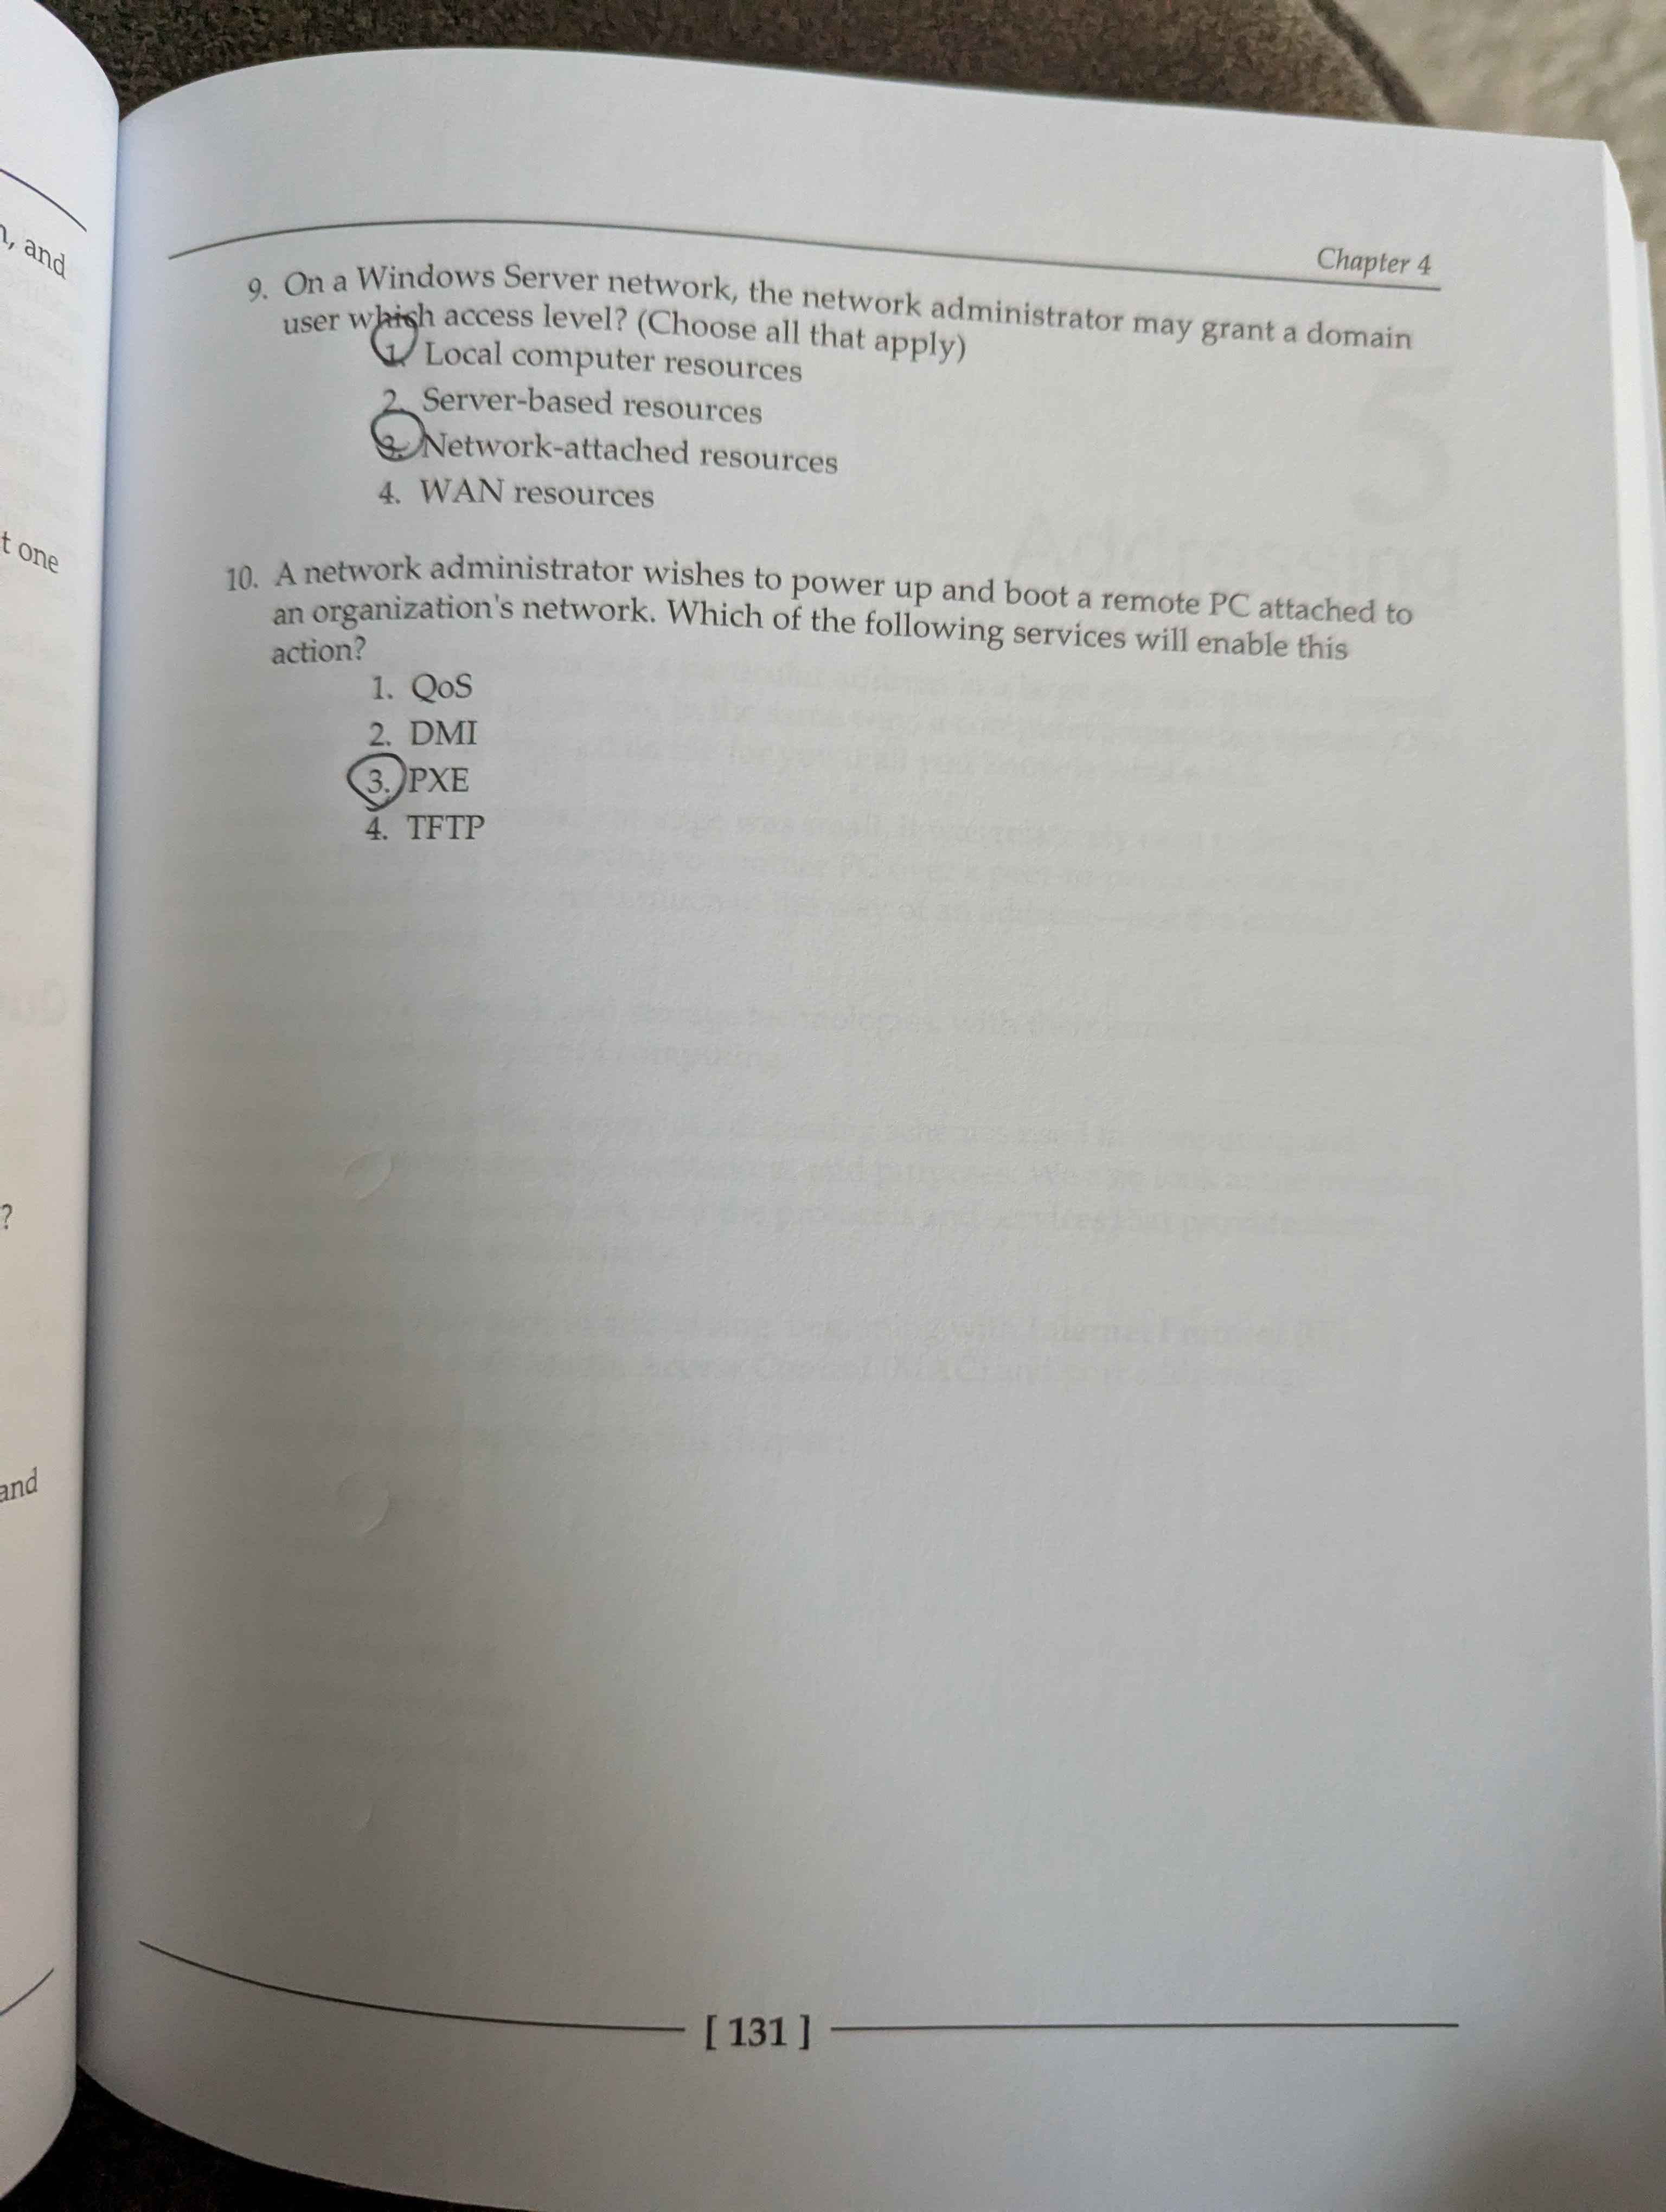 n, and
t one
?
and
Chapter 4
9. On a Windows Server network, the network administrator may grant a domain
user which access level? (Choose all that apply)
1. Local computer resources
2. Server-based resources
3. Network-attached resources
4. WAN resources
10. A network administrator wishes to power up and boot a remote PC attached to
an organization's network. Which of the following services will enable this
action?
1. QoS
2. DMI
3. PXE
4. TFTP
[ 131 ]